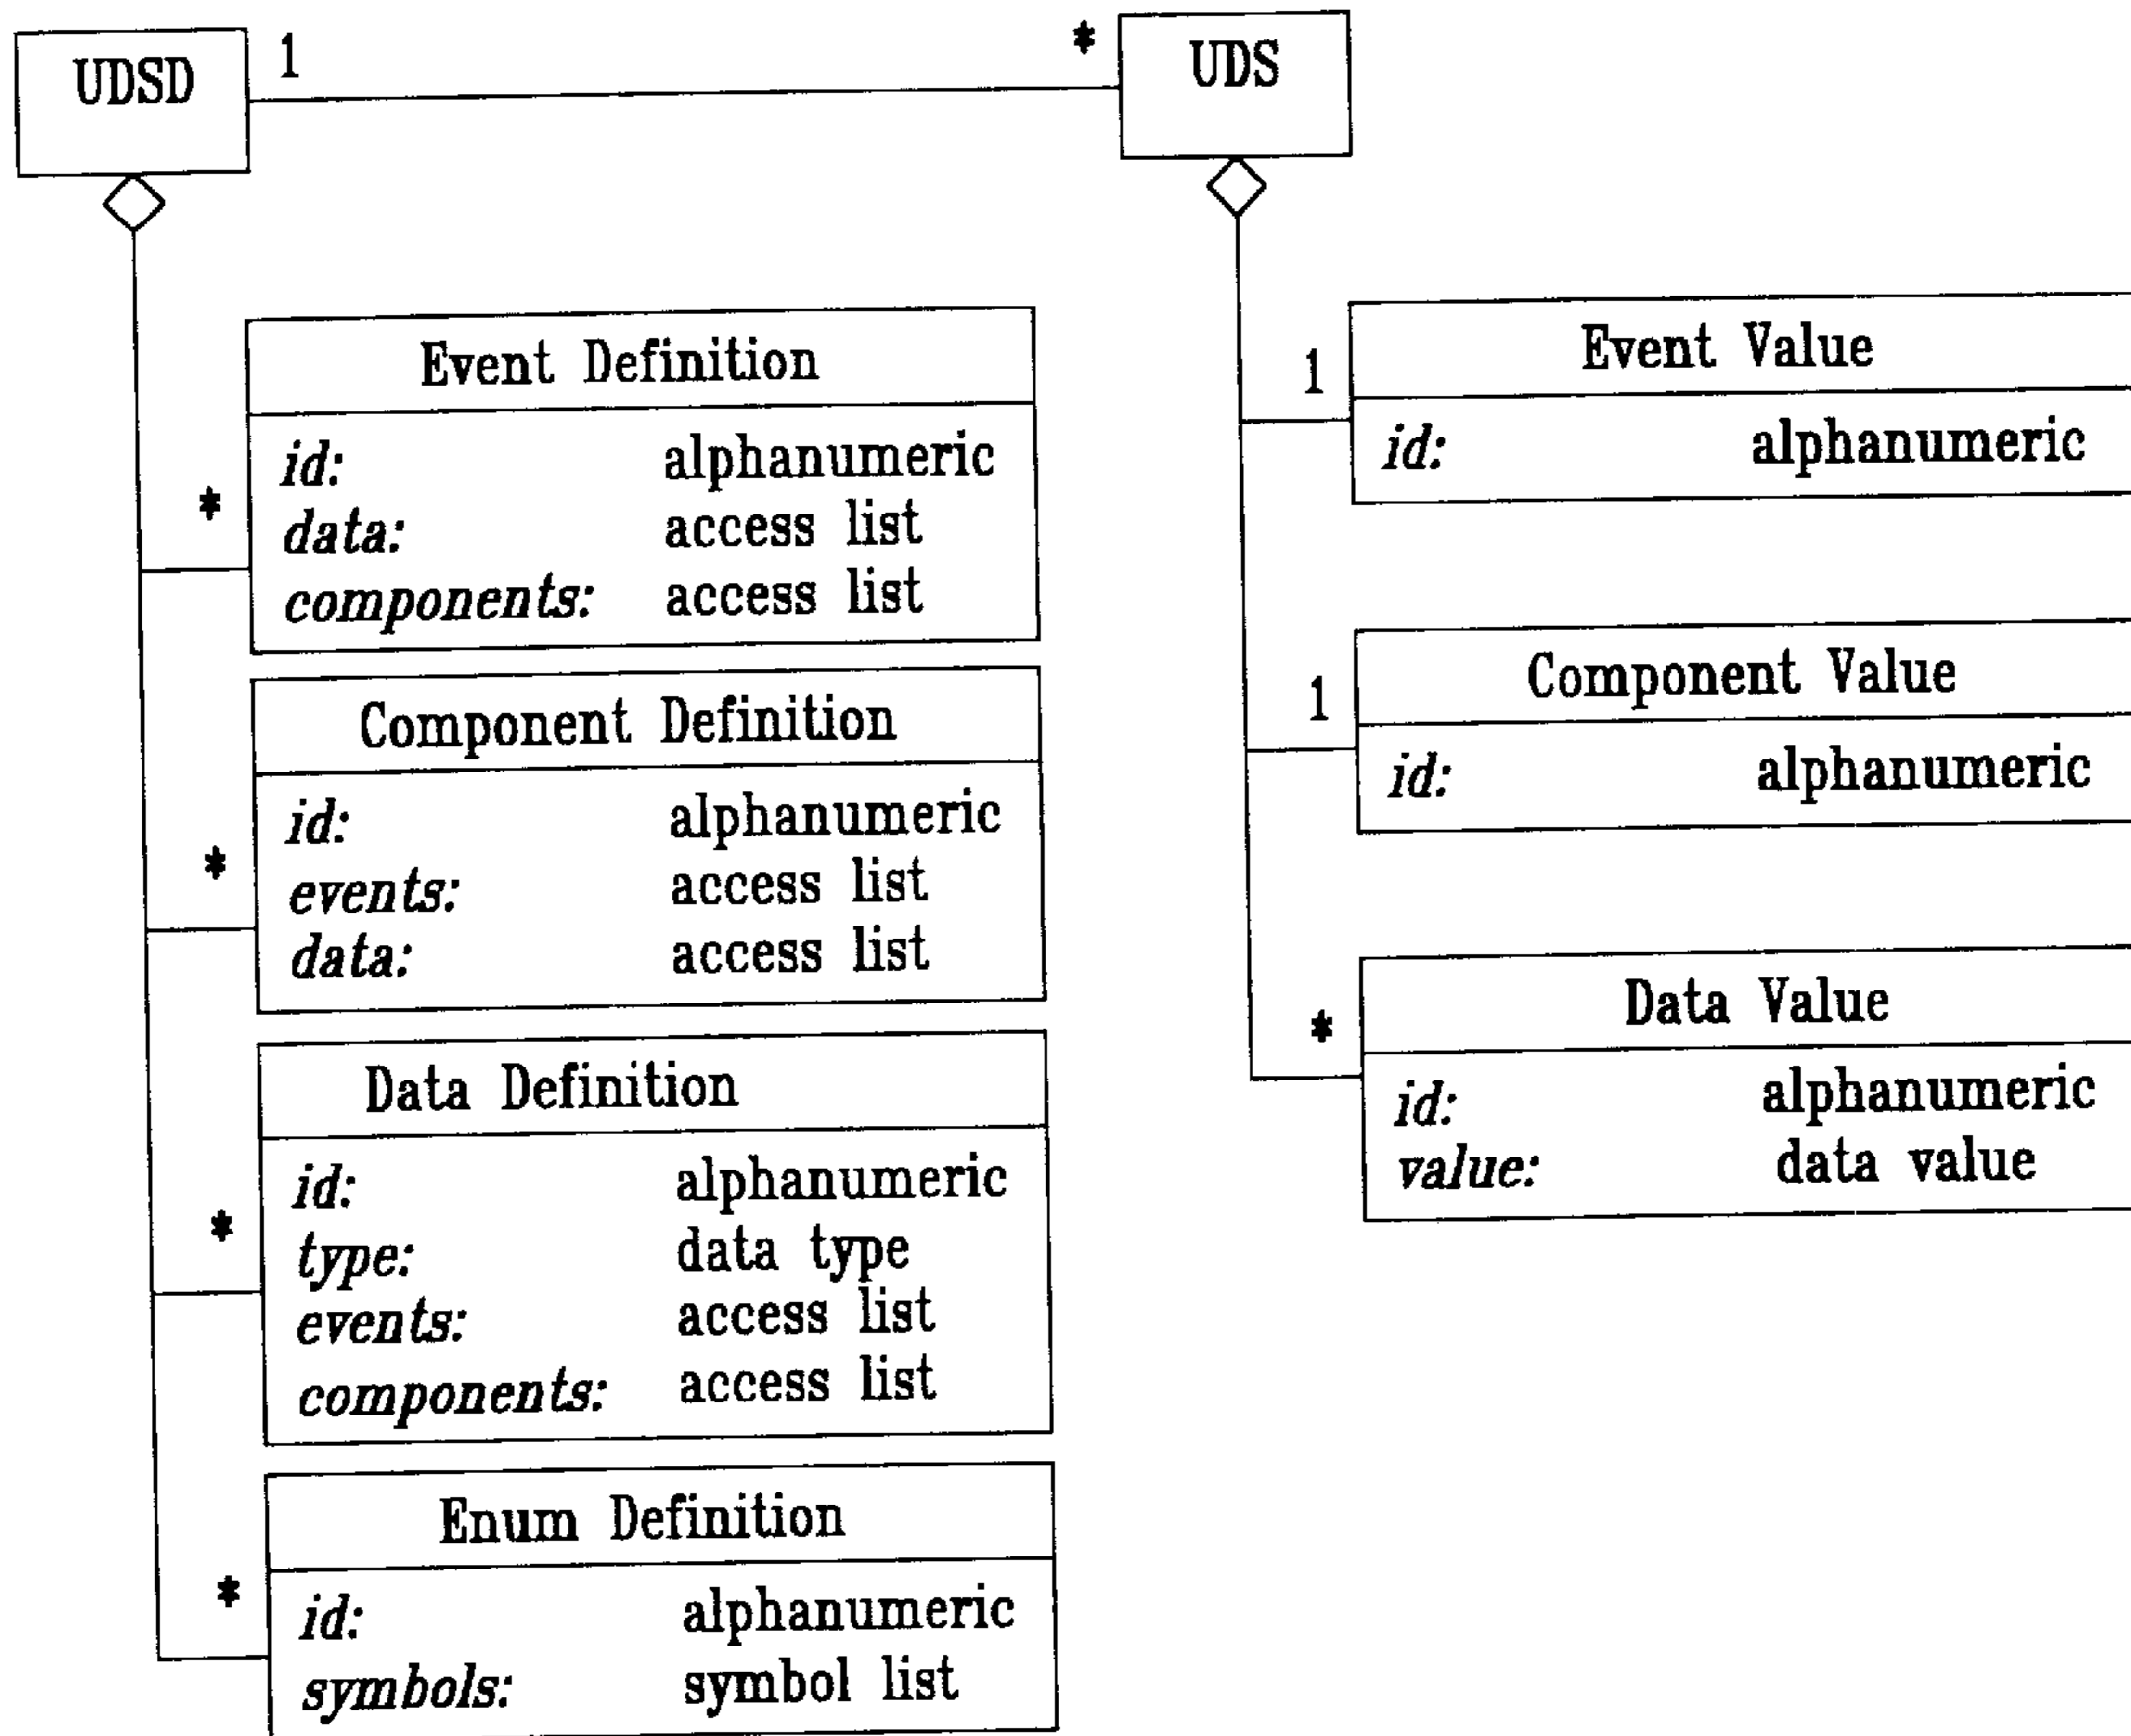 UDSD 1 * UDS
Event Definition
id: alphanumeric
* data: access list
components: access list
Component Definition
id: alphanumeric
* events: access list
data: access list
Data Definition
id: alphanumeric
* type: data type
events: access list
components: access list
Enum Definition
* id: alphanumeric
symbols: symbol list
1 Event Value
id: alphanumeric
1 Component Value
id: alphanumeric
Data Value
* id: alphanumeric
value: data value